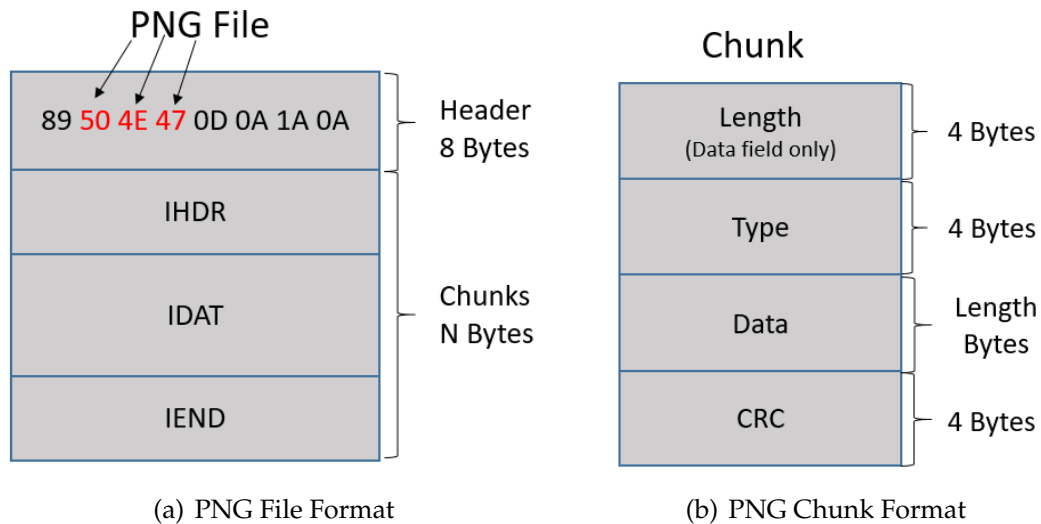 PNG File
89 50 4E 47 0D 0A 1A 0A
Header
8 Bytes
IHDR
IDAT
Chunks
N Bytes
IEND
(a) PNG File Format
Chunk
Length
(Data field only)
4 Bytes
Type
4 Bytes
Data
Length
Bytes
CRC
4 Bytes
(b) PNG Chunk Format